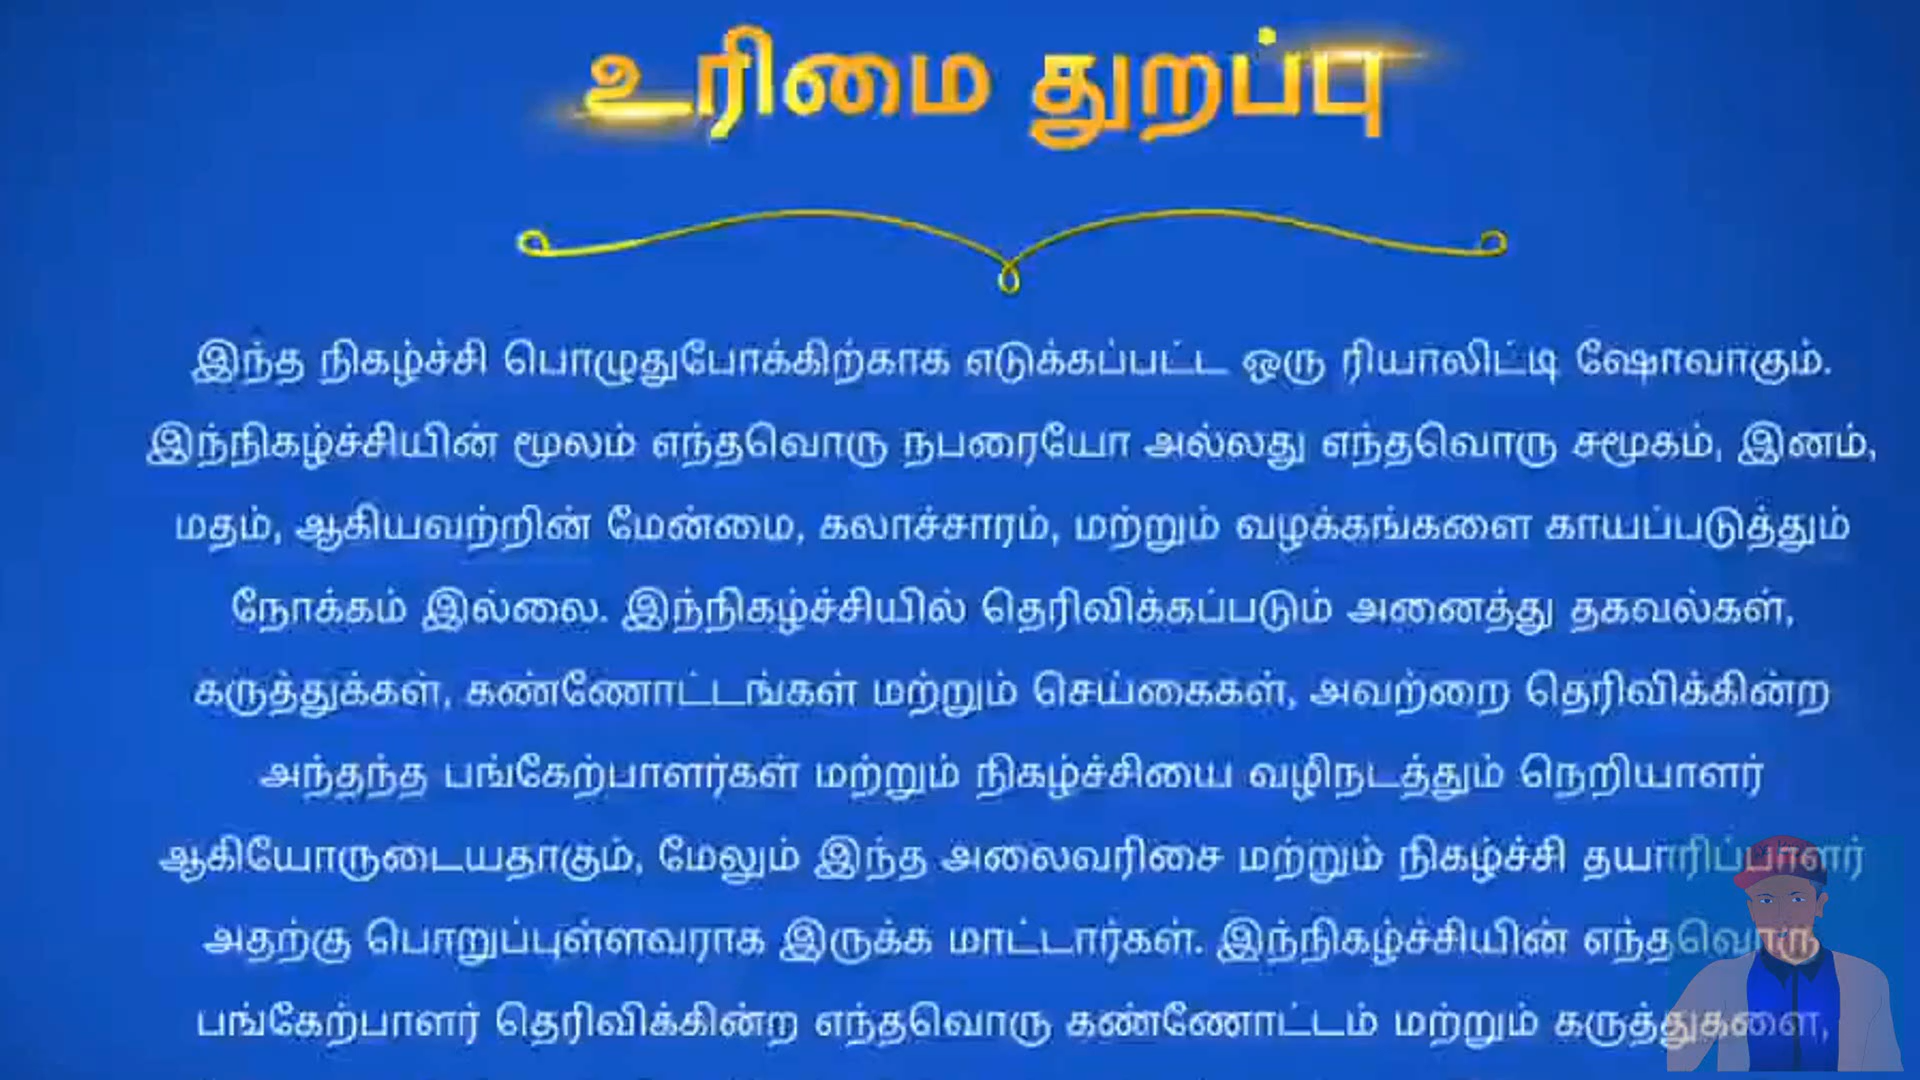 உரிமை துறப்பு
இந்த நிகழ்ச்சி பொழுதுபோக்கிற்காக எடுக்கப்பட்ட ஒரு ரியாலிட்டி ஷோவாகும்.
இந்நிகழ்ச்சியின் மூலம் எந்தவொரு நபரையோ அல்லது எந்தவொரு சமூகம், இனம்,
மதம், ஆகியவற்றின் மேன்மை, கலாச்சாரம், மற்றும் வழக்கங்களை காயப்படுத்தும்
நோக்கம் இல்லை. இந்நிகழ்ச்சியில் தெரிவிக்கப்படும் அனைத்து தகவல்கள்,
கருத்துக்கள், கண்ணோட்டங்கள் மற்றும் செய்கைகள், அவற்றை தெரிவிக்கின்ற
அந்தந்த பங்கேற்பாளர்கள் மற்றும் நிகழ்ச்சியை வழிநடத்தும் நெறியாளர்
ஆகியோருடையதாகும், மேலும் இந்த அலைவரிசை மற்றும் நிகழ்ச்சி தயாரிப்பாளர்
அதற்கு பொறுப்புள்ளவராக இருக்க மாட்டார்கள். இந்நிகழ்ச்சியின் எந்தவொரு
பங்கேற்பாளர் தெரிவிக்கின்ற எந்தவொரு கண்ணோட்டம் மற்றும் கருத்துகளை,